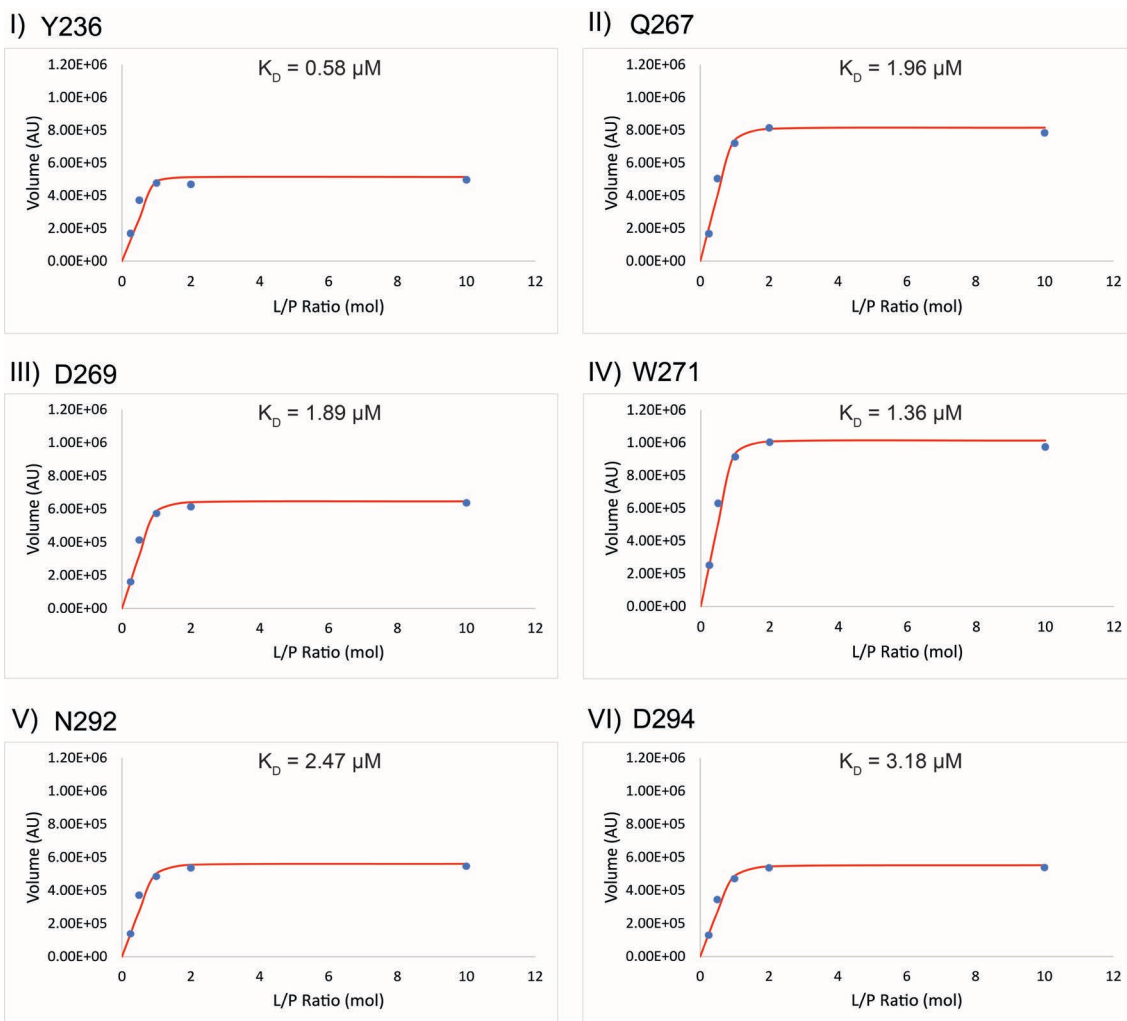 I) Y236
K_D = 0.58 μM
1.20E+06
1.00E+06
8.00E+05
6.00E+05
4.00E+05
2.00E+05
0.00E+00
Volume (AU)
0 2 4 6 8 10 12
L/P Ratio (mol)
II) Q267
K_D = 1.96 μM
1.20E+06
1.00E+06
8.00E+05
6.00E+05
4.00E+05
2.00E+05
0.00E+00
Volume (AU)
0 2 4 6 8 10 12
L/P Ratio (mol)
III) D269
K_D = 1.89 μM
1.20E+06
1.00E+06
8.00E+05
6.00E+05
4.00E+05
2.00E+05
0.00E+00
Volume (AU)
0 2 4 6 8 10 12
L/P Ratio (mol)
IV) W271
K_D = 1.36 μM
1.20E+06
1.00E+06
8.00E+05
6.00E+05
4.00E+05
2.00E+05
0.00E+00
Volume (AU)
0 2 4 6 8 10 12
L/P Ratio (mol)
V) N292
K_D = 2.47 μM
1.20E+06
1.00E+06
8.00E+05
6.00E+05
4.00E+05
2.00E+05
0.00E+00
Volume (AU)
0 2 4 6 8 10 12
L/P Ratio (mol)
VI) D294
K_D = 3.18 μM
1.20E+06
1.00E+06
8.00E+05
6.00E+05
4.00E+05
2.00E+05
0.00E+00
Volume (AU)
0 2 4 6 8 10 12
L/P Ratio (mol)